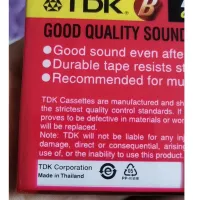 TDK B
GOOD QUALITY SOUND
●Good sound even afte
●Durable tape resists st
●Recommended for mu
TDK Cassettes are manufactured and s
the strictest quality control standards. If
proves to be defective in materials or wor
will be replaced.
Note: TDK will not be liable for any in
damage, direct or consequential, arising
use of, or the inability to use this product.
TDK Corporation
Made in Thailand